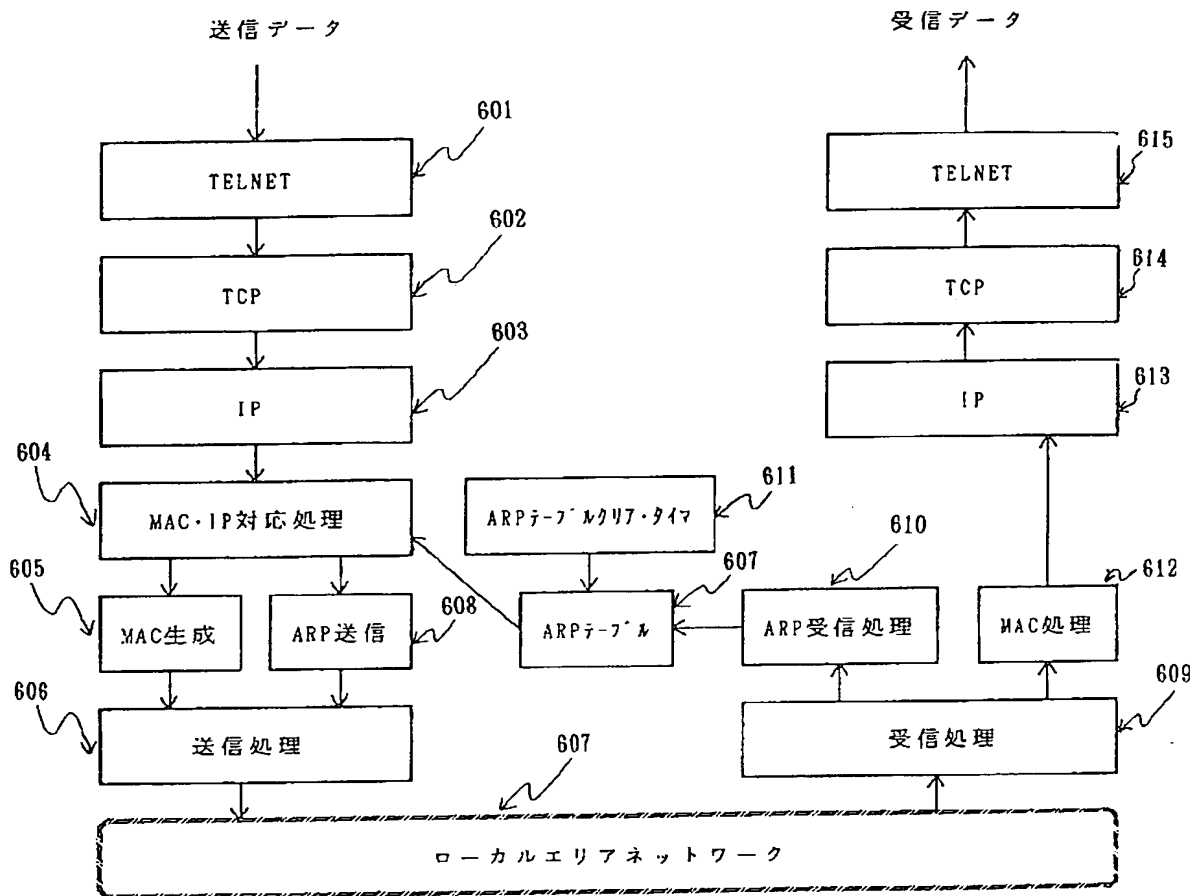 送信データ
受信データ
601
TELNET
615
TELNET
602
TCP
614
TCP
603
IP
613
IP
604
MAC・IP対応処理
611
ARPテーブルクリア・タイマ
610
605
MAC生成
608
ARP送信
607
ARPテーブル
ARP受信処理
612
MAC処理
606
送信処理
609
受信処理
607
ローカルエリアネットワーク